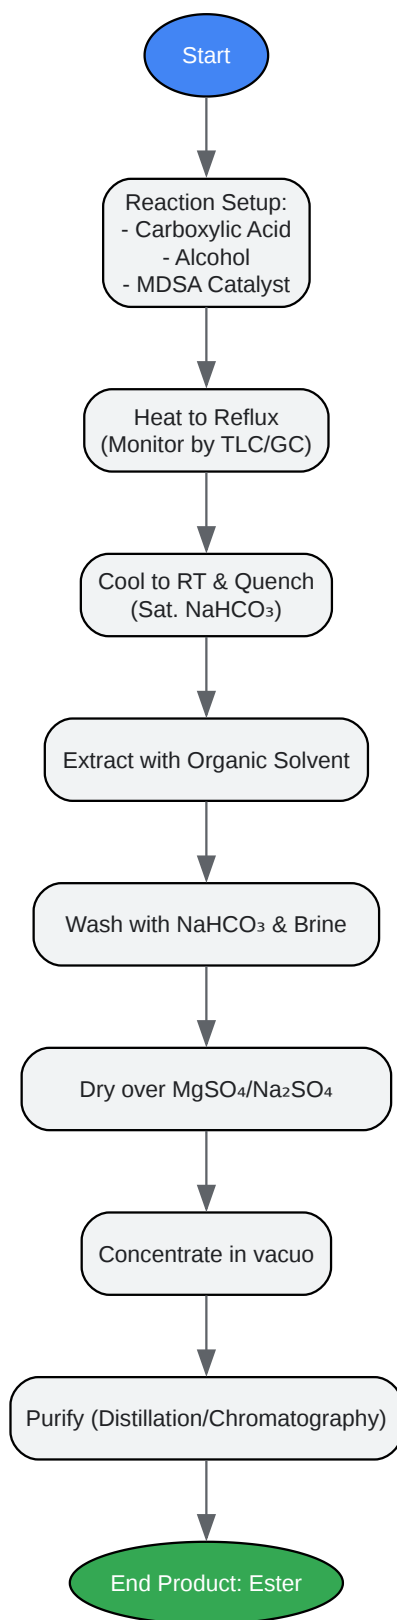 Start
Reaction Setup:
- Carboxylic Acid
- Alcohol
- MDSA Catalyst
Heat to Reflux
(Monitor by TLC/GC)
Cool to RT & Quench
(Sat. NaHCO₃)
Extract with Organic Solvent
Wash with NaHCO₃ & Brine
Dry over MgSO₄/Na₂SO₄
Concentrate in vacuo
Purify (Distillation/Chromatography)
End Product: Ester